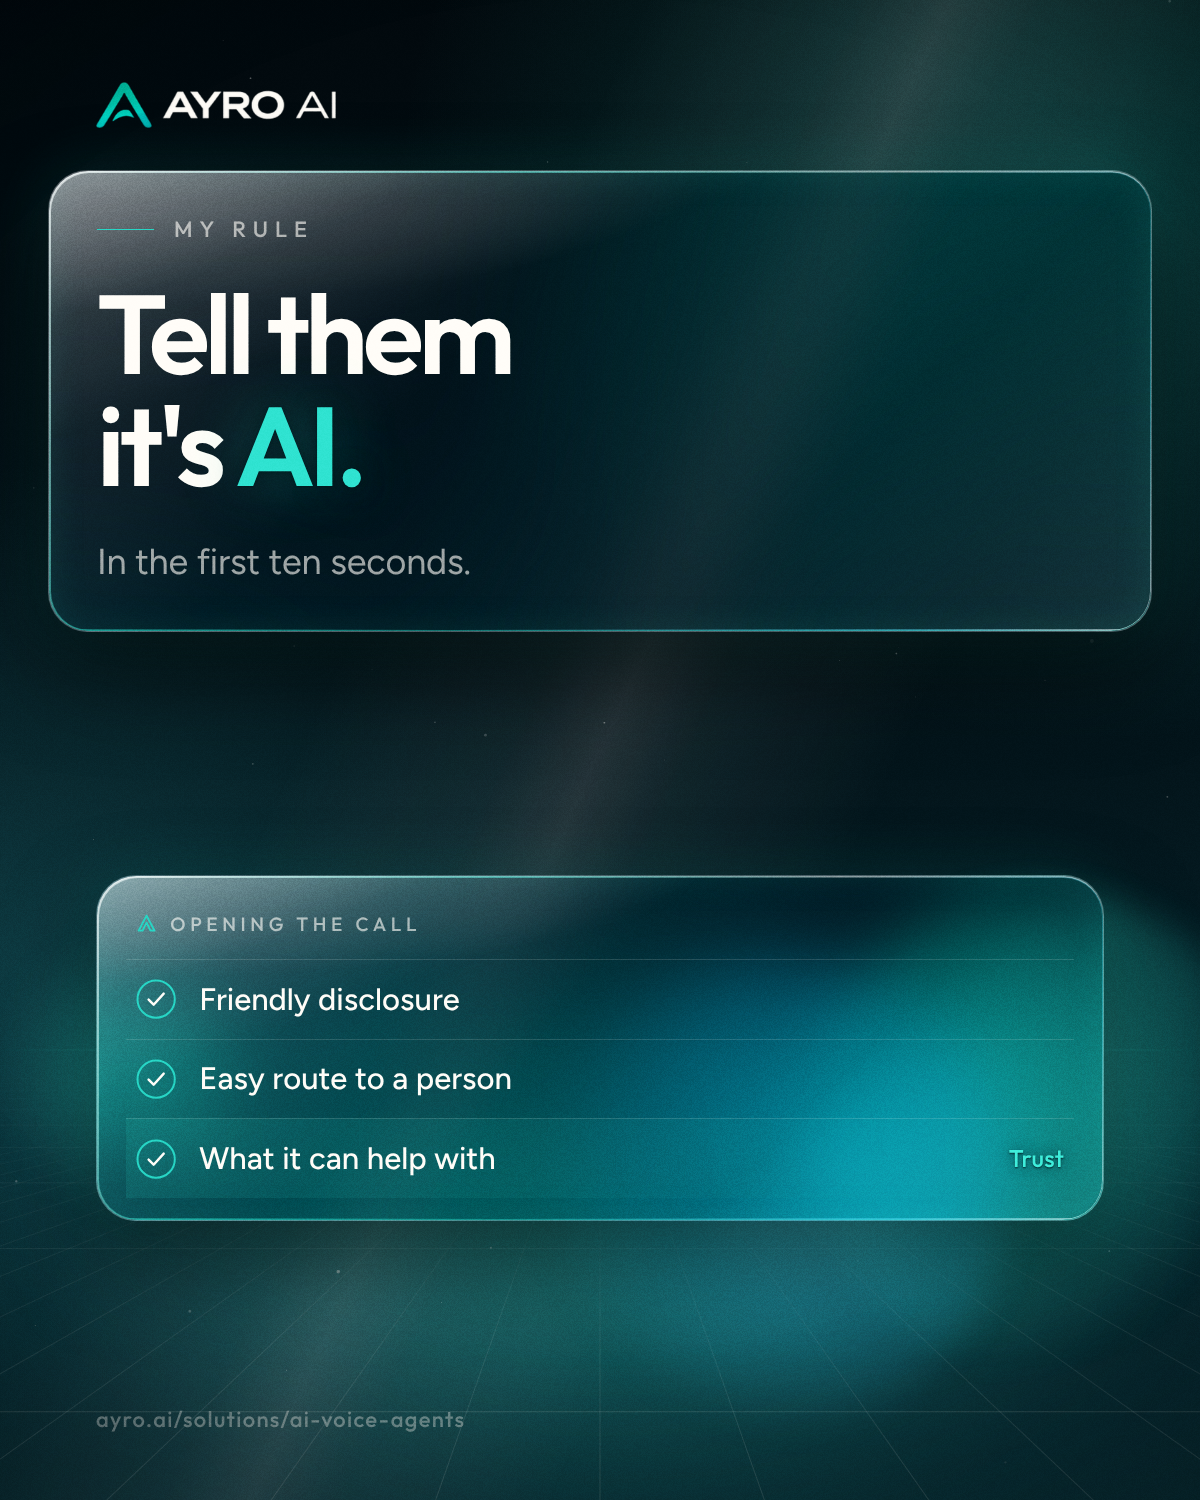 AYRO AI
MY RULE
Tell them
it's AI.
In the first ten seconds.
OPENING THE CALL
Friendly disclosure
Easy route to a person
What it can help with
Trust
ayro.ai/solutions/ai-voice-agents